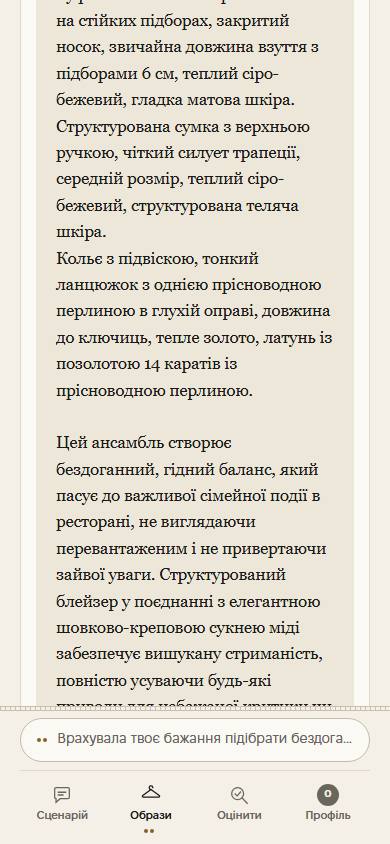 на стійких підборах, закритий
носок, звичайна довжина взуття з
підборами 6 см, теплий сіро-
бежевий, гладка матова шкіра.
Структурована сумка з верхньою
ручкою, чіткий силует трапеції,
середній розмір, теплий сіро-
бежевий, структурована теляча
шкіра.
Кольє з підвіскою, тонкий
ланцюжок з однією прісноводною
перлиною в глухій оправі, довжина
до ключиць, тепле золото, латунь із
позолотою 14 каратів із
прісноводною перлиною.
Цей ансамбль створює
бездоганний, гідний баланс, який
пасує до важливої сімейної події в
ресторані, не виглядаючи
перевантаженим і не привертаючи
зайвої уваги. Структурований
блейзер у поєднанні з елегантною
шовково-креповою сукнею міді
забезпечує вишукану стриманість,
повністю усуваючи будь-які
Врахувала твоє бажання підібрати бездога...
Сценарій
Образи
Оцінити
0
Профіль